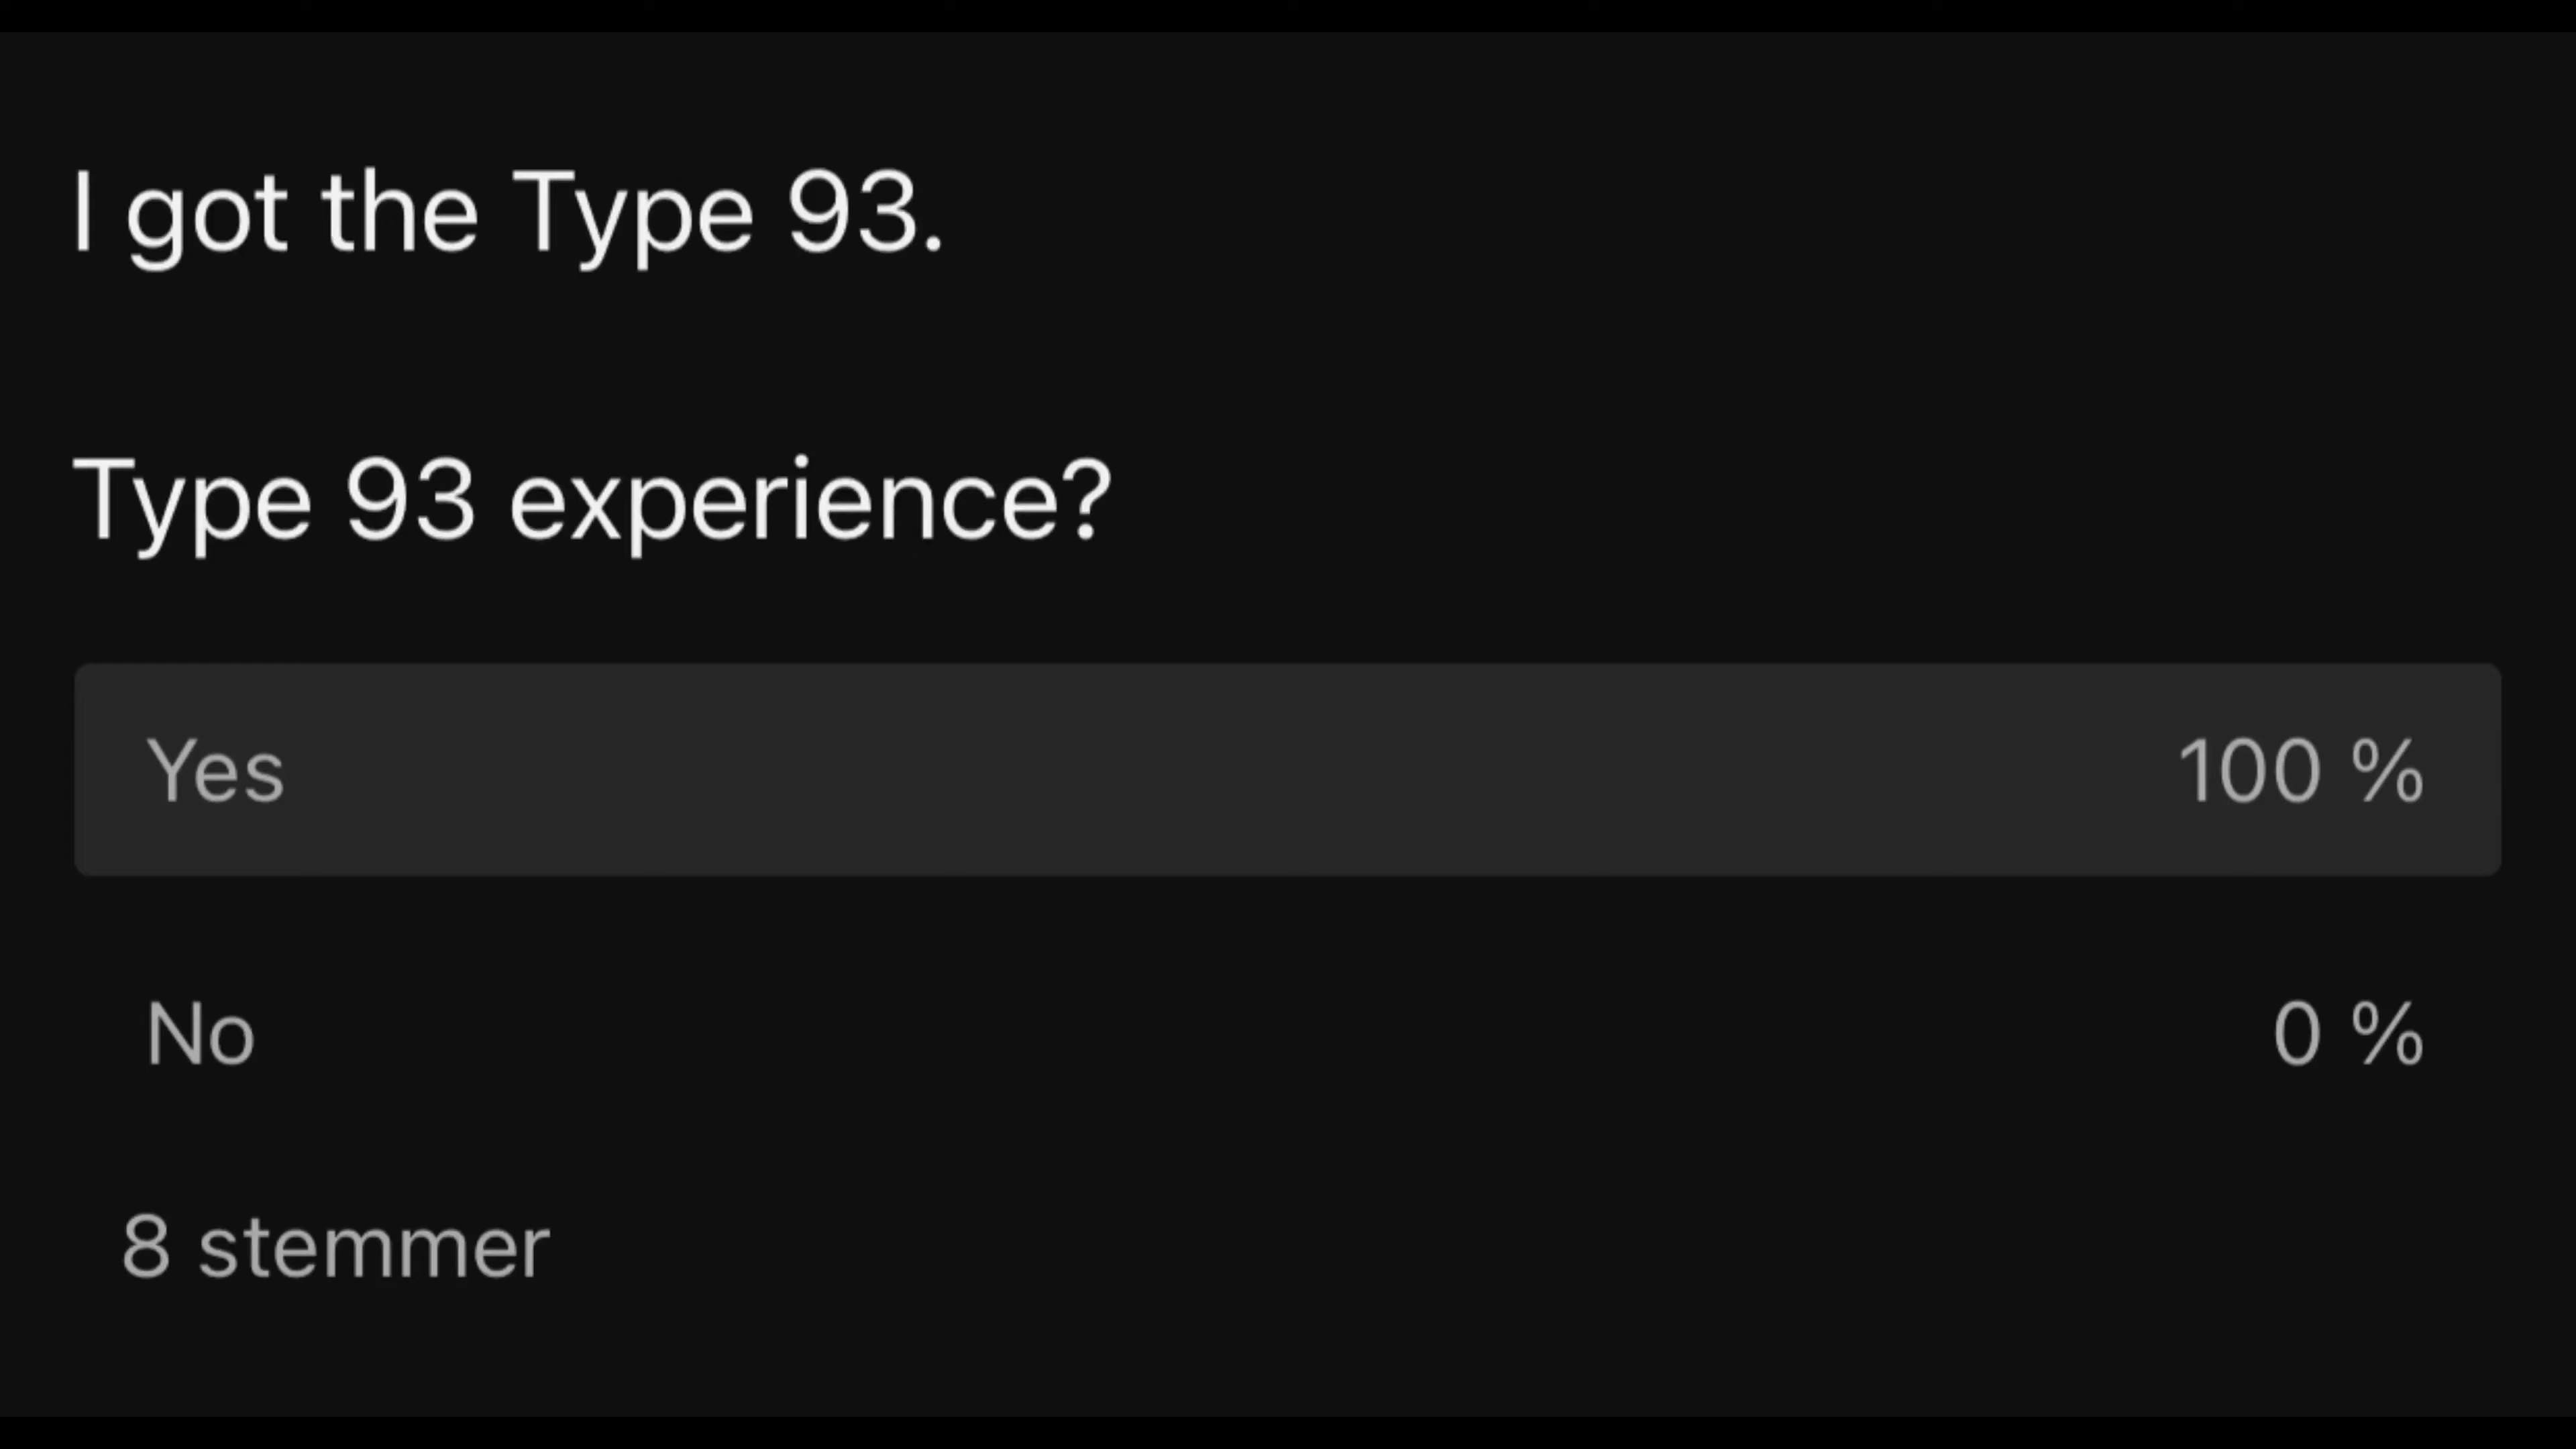 I got the Type 93.
Type 93 experience?
Yes 100 %
No 0 %
8 stemmer